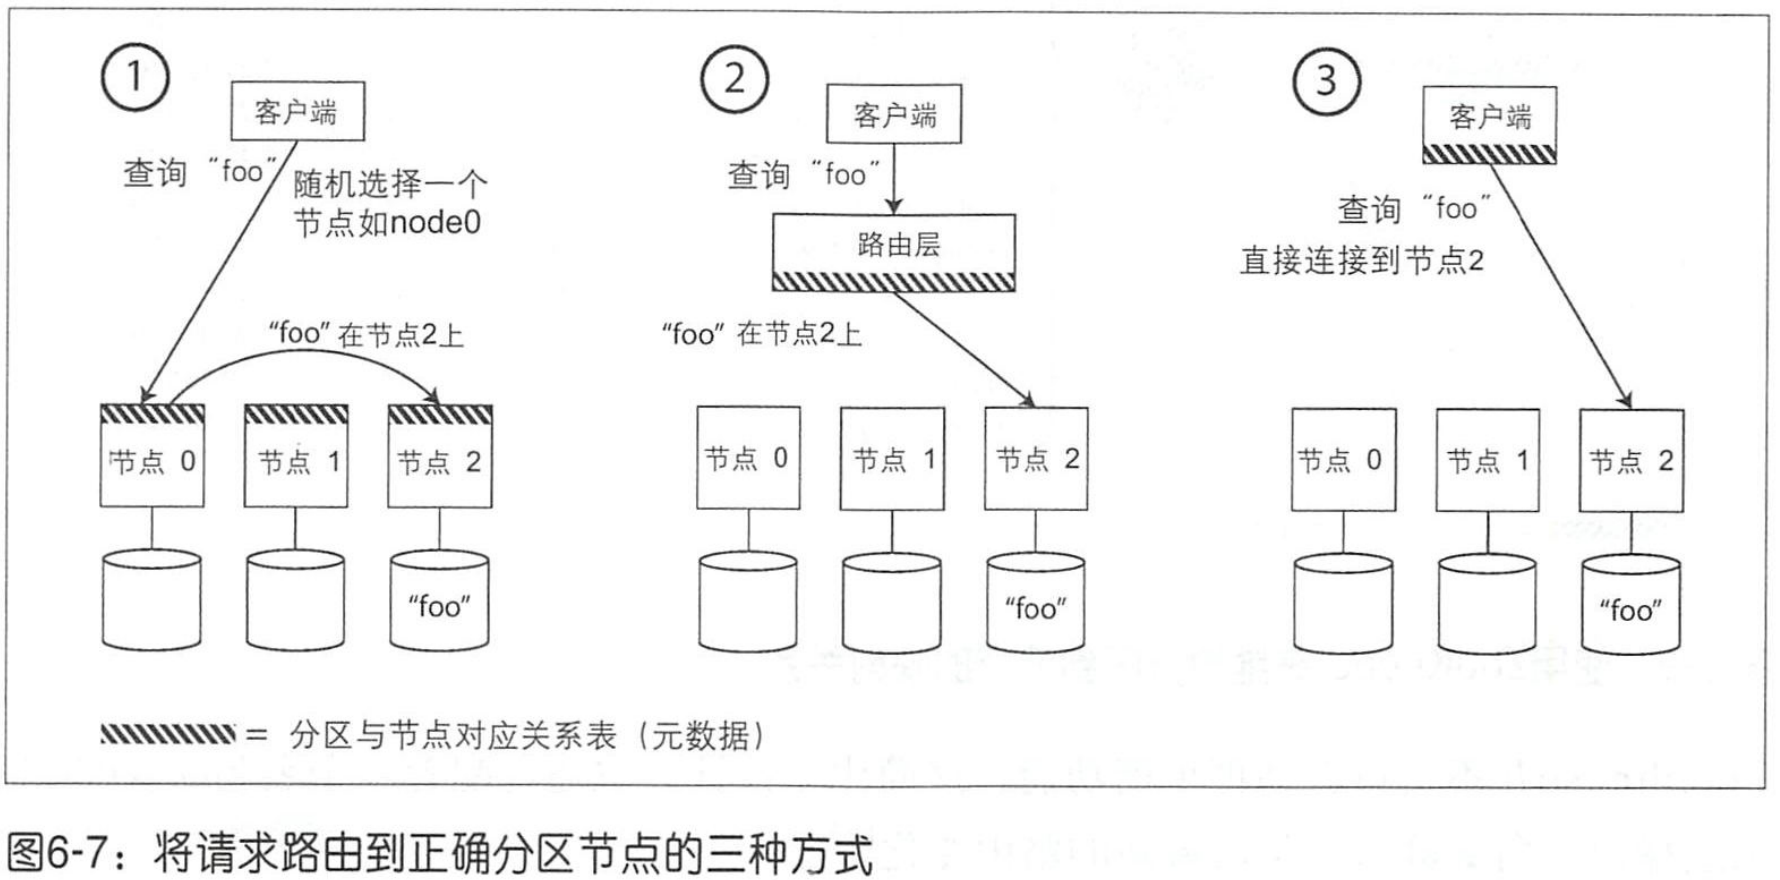 1
客户端
查询 “foo”
随机选择一个
节点如node0
“foo” 在节点2上
节点 0
节点 1
节点 2
“foo”
2
客户端
查询 “foo”
路由层
“foo” 在节点2上
节点 0
节点 1
节点 2
“foo”
3
客户端
查询 “foo”
直接连接到节点2
节点 0
节点 1
节点 2
“foo”
= 分区与节点对应关系表（元数据）
图6-7：将请求路由到正确分区节点的三种方式